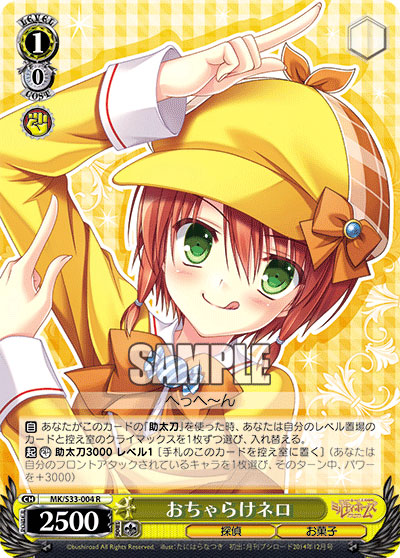 LEVEL
1
0
COST
SAMPLE
へっへ～ん
自 あなたがこのカードの「助太刀」を使った時、あなたは自分のレベル置場の
カードと控え室のクライマックスを1枚ずつ選び、入れ替える。
起 助太刀3000 レベル1 [手札のこのカードを控え室に置く] (あなたは
自分のフロントアタックされているキャラを1枚選び、そのターン中、パワー
を+3000)
CH MK/S33-004 R
POWER 2500
おちゃらけネロ
探偵 お菓子
©bushiroad All Rights Reserved. illust:たにはらなつき 初出:月刊ブシロード2014年12月号